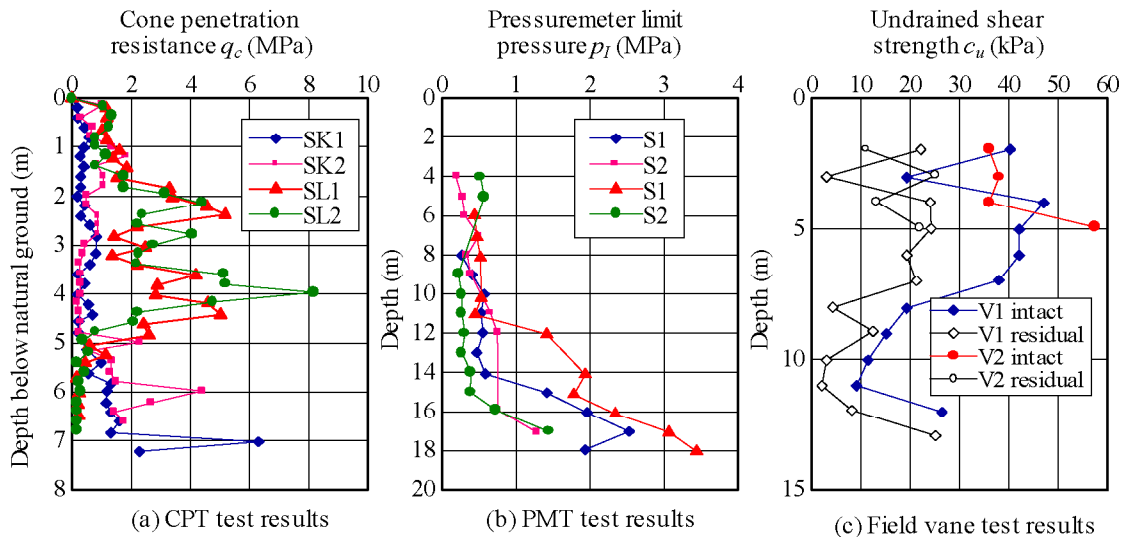 Cone penetration
resistance qc (MPa)
0 2 4 6 8 10
0
1
2
3
4
5
6
7
8
Depth below natural ground (m)
SK1
SK2
SL1
SL2
(a) CPT test results
Pressuremeter limit
pressure pI (MPa)
0 1 2 3 4
0
2
4
6
8
10
12
14
16
18
20
Depth (m)
S1
S2
S1
S2
(b) PMT test results
Undrained shear
strength cu (kPa)
0 10 20 30 40 50 60
0
5
10
15
Depth (m)
V1 intact
V1 residual
V2 intact
V2 residual
(c) Field vane test results